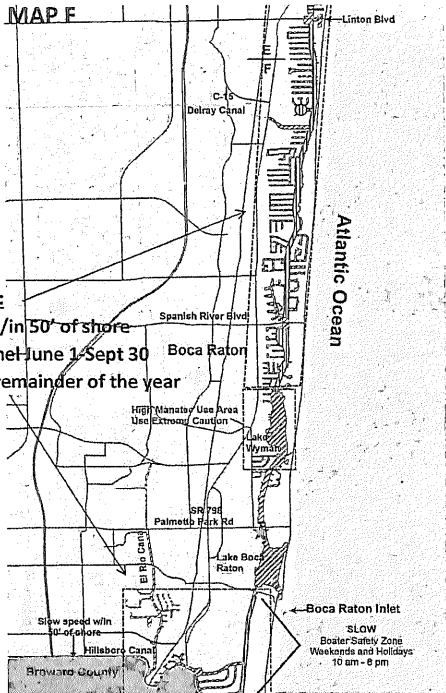 MAP F
Linton Blvd
E
F
C-15
Delray Canal
Atlantic Ocean
E
/in 50' of shore
nel June 1-Sept 30
remainder of the year
Spanish River Blvd
Boca Raton
High Manatee Use Area
Use Extreme Caution
Lake
Wyman
SR 798
Palmetto Park Rd
El Rio Canal
Lake Boca
Raton
Boca Raton Inlet
SLOW
Boater Safety Zone
Weekends and Holidays
10 am - 6 pm
Slow speed w/in
50' of shore
Hillsboro Canal
Broward County